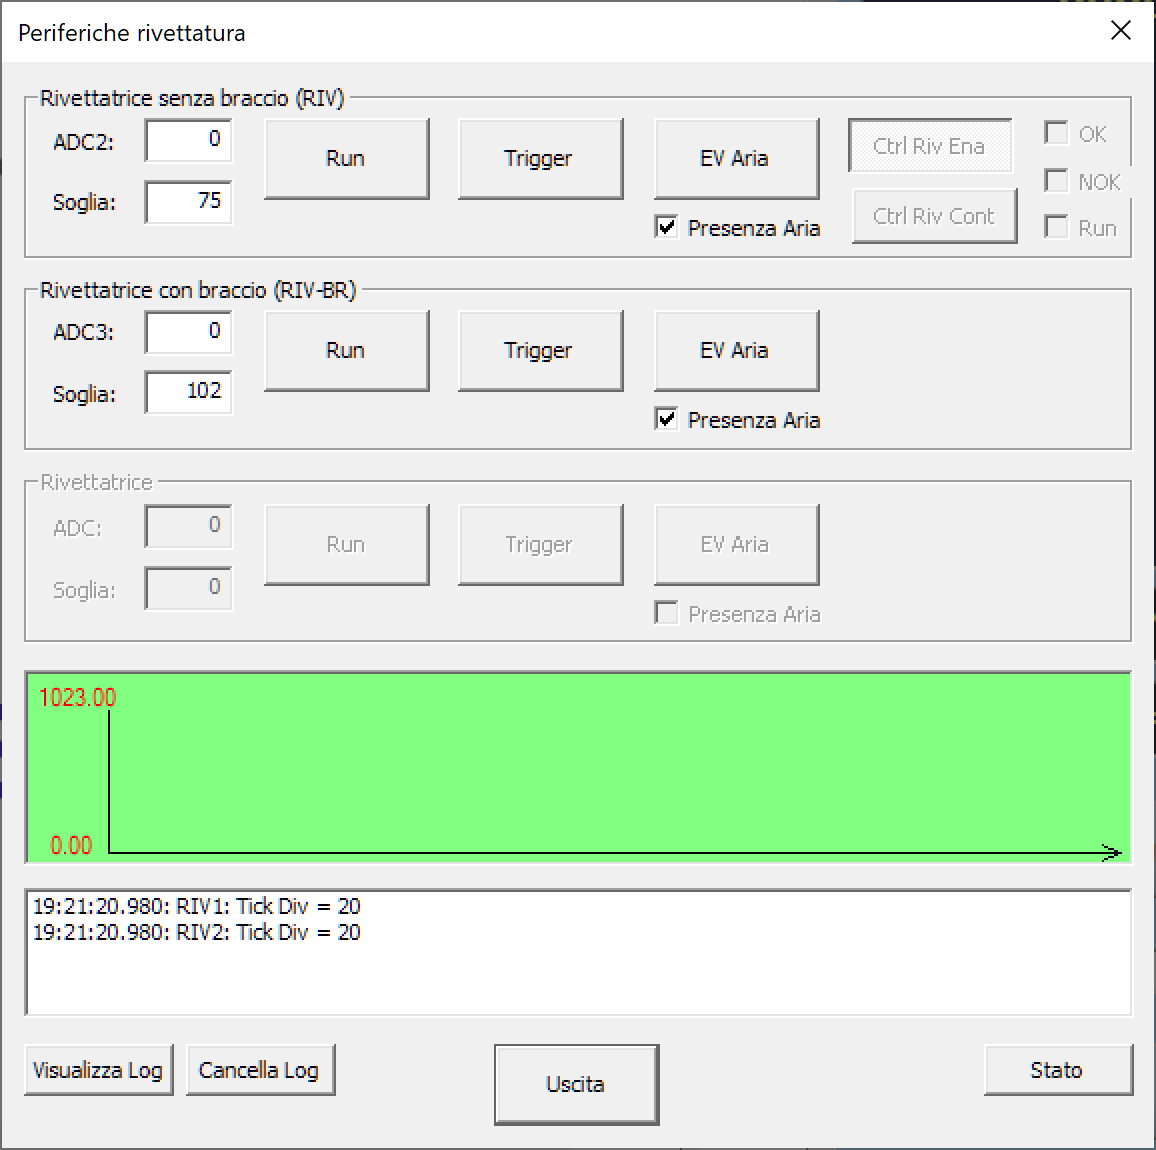 Periferiche rivettatura
Rivettatrice senza braccio (RIV)
ADC2: 0 Run Trigger EV Aria Ctrl Riv Ena OK
Soglia: 75 Presenza Aria Ctrl Riv Cont NOK
Run
Rivettatrice con braccio (RIV-BR)
ADC3: 0 Run Trigger EV Aria
Soglia: 102 Presenza Aria
Rivettatrice
ADC: 0 Run Trigger EV Aria
Soglia: 0 Presenza Aria
1023.00
0.00
19:21:20.980: RIV1: Tick Div = 20
19:21:20.980: RIV2: Tick Div = 20
Visualizza Log Cancella Log Uscita Stato